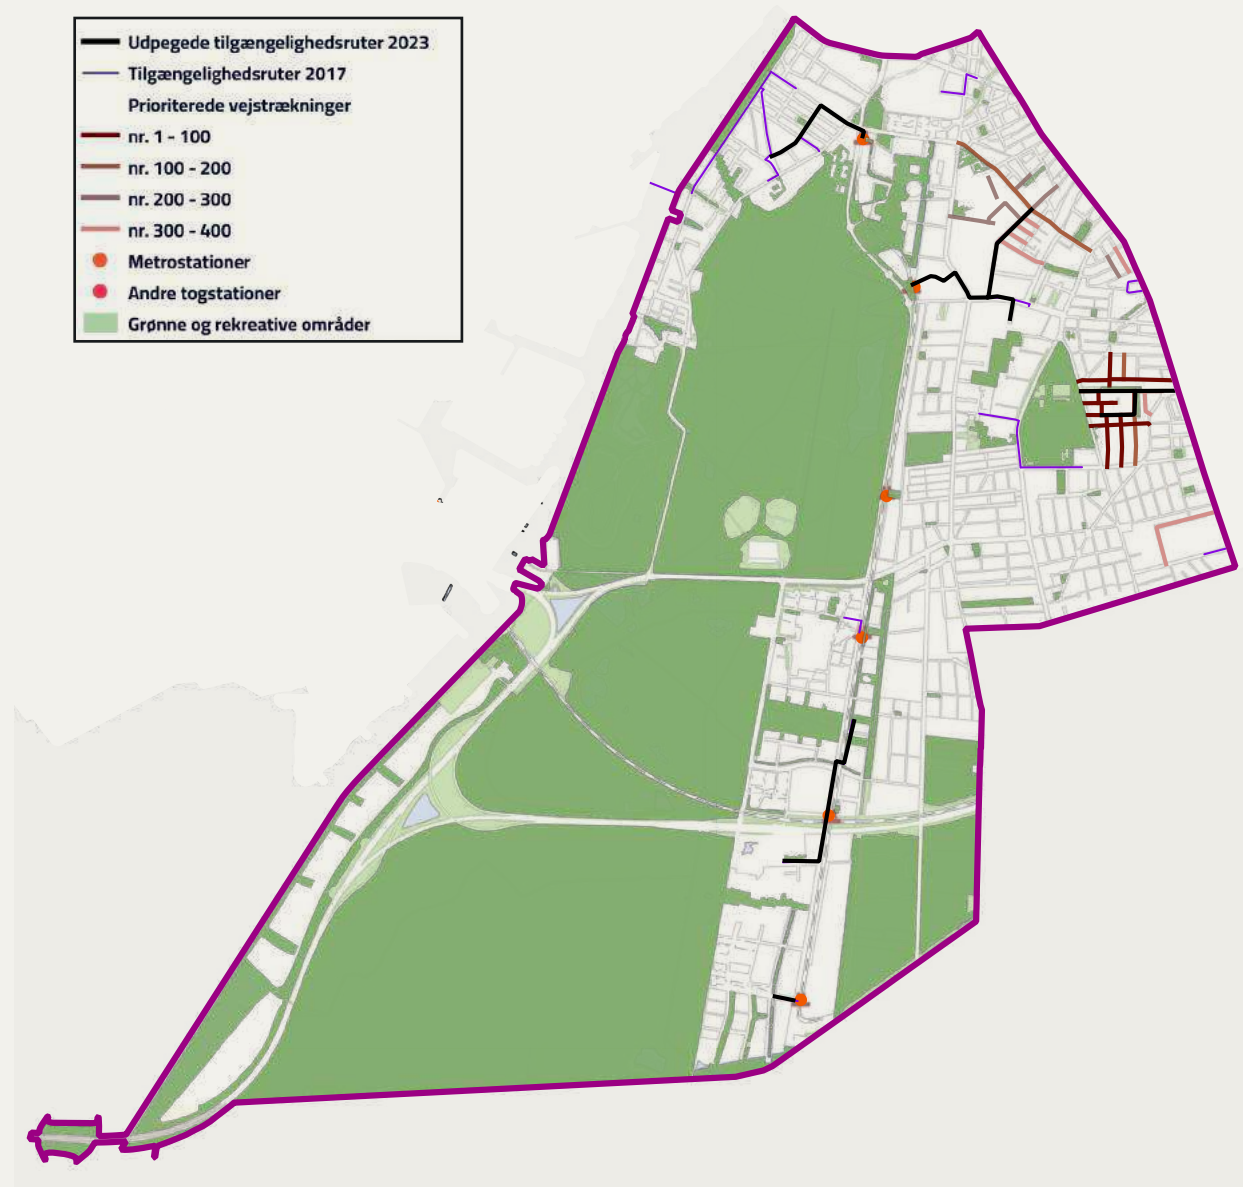 Udpegede tilgængelighedsruter 2023
Tilgængelighedsruter 2017
Prioriterede vejstrækninger
nr. 1 - 100
nr. 100 - 200
nr. 200 - 300
nr. 300 - 400
Metrostationer
Andre togstationer
Grønne og rekreative områder